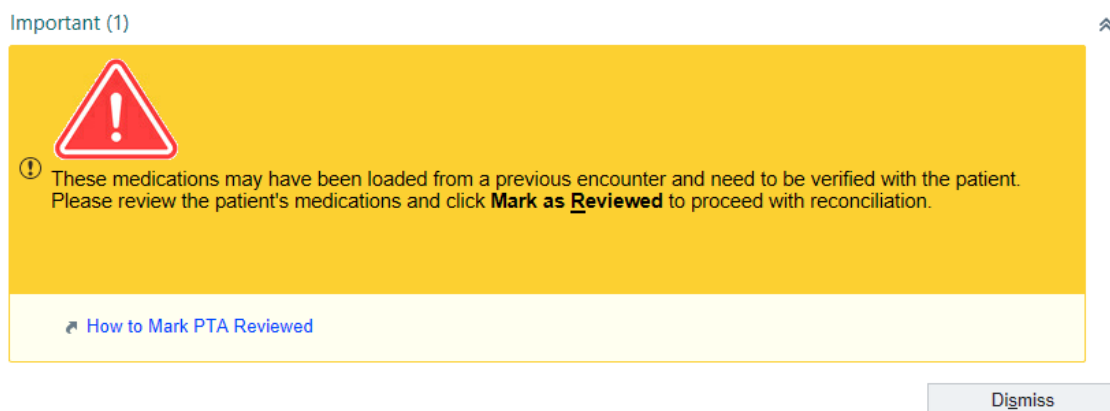 Important (1)
These medications may have been loaded from a previous encounter and need to be verified with the patient.
Please review the patient's medications and click Mark as Reviewed to proceed with reconciliation.
How to Mark PTA Reviewed
Dismiss